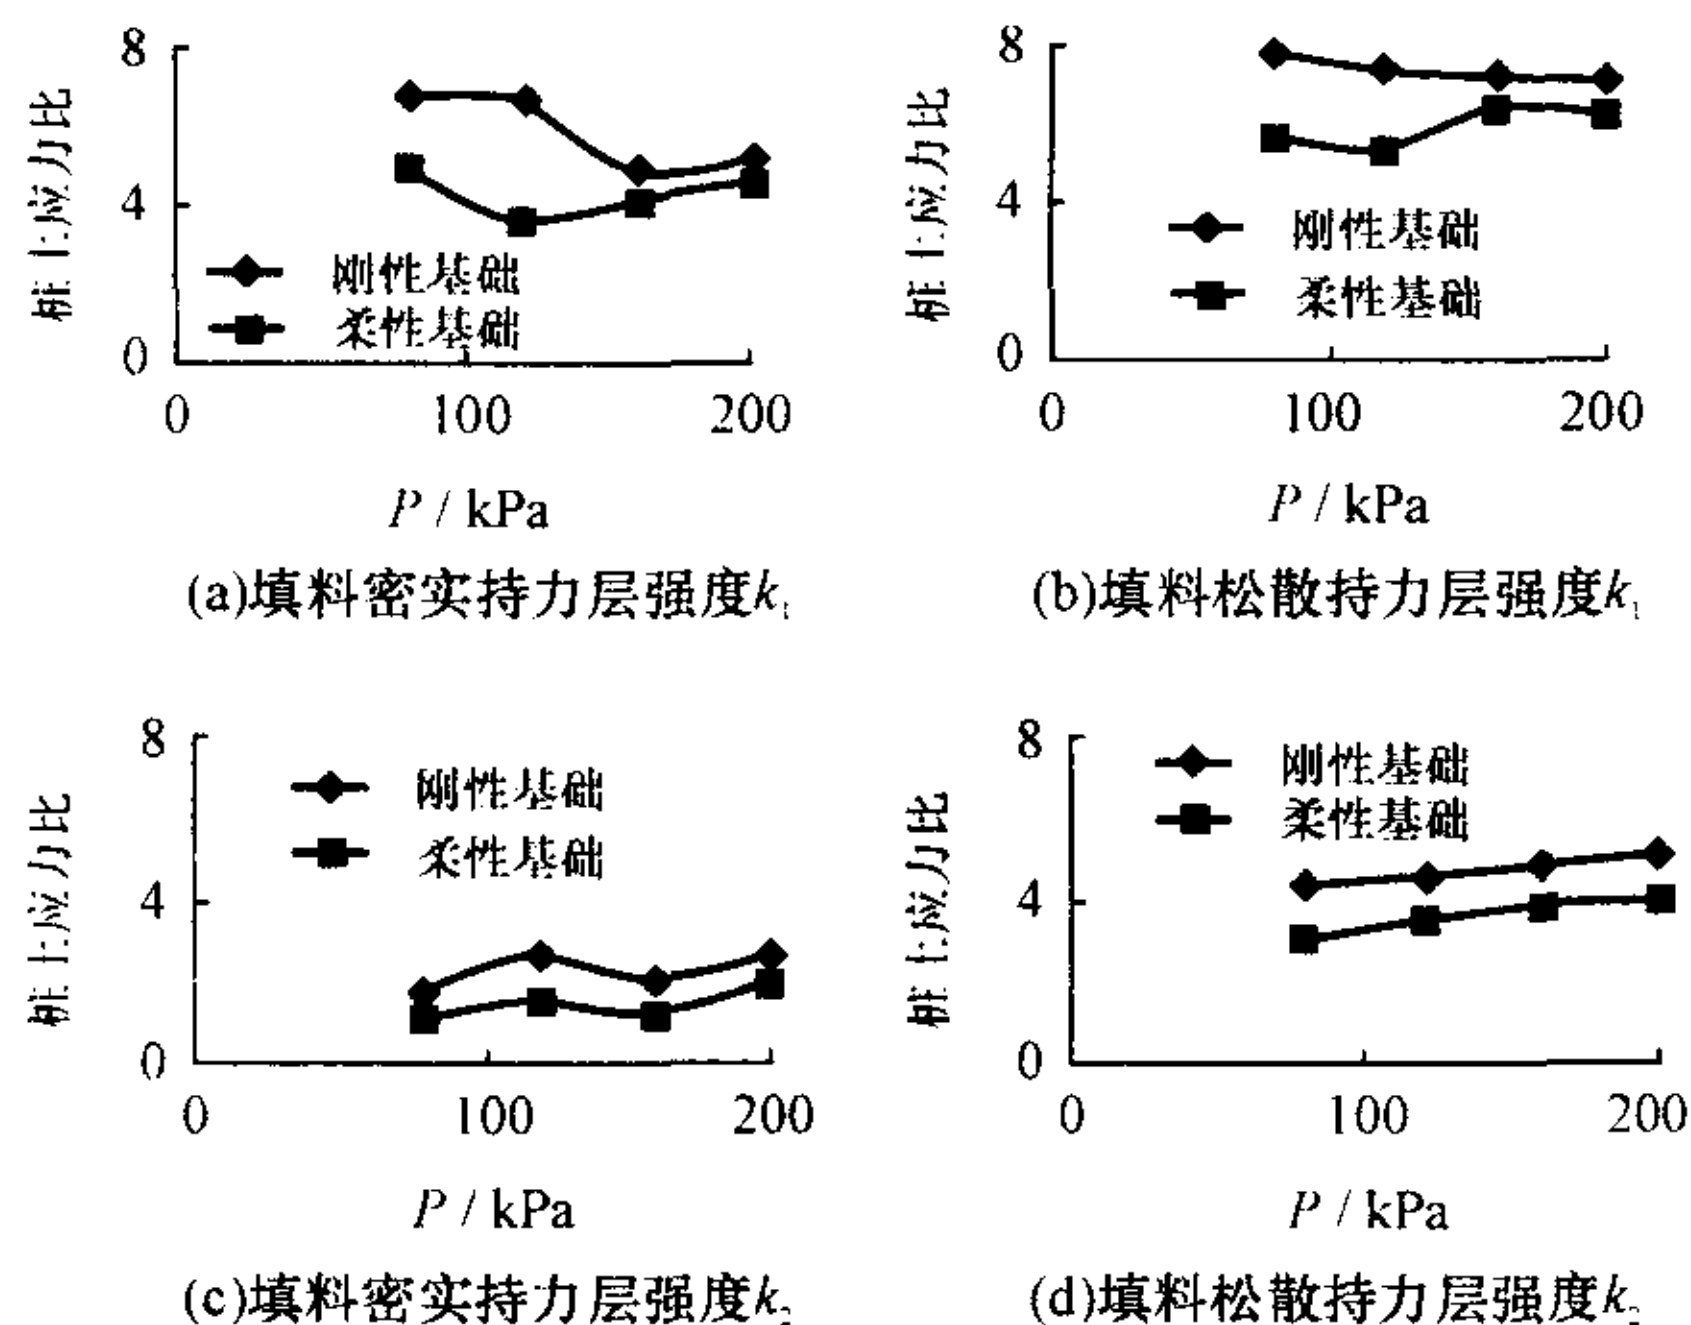 8
桩土应力比
4
刚性基础
柔性基础
0
0 100 200
P / kPa
(a)填料密实持力层强度k₁
8
桩土应力比
4
刚性基础
柔性基础
0
0 100 200
P / kPa
(b)填料松散持力层强度k₁
8
刚性基础
桩土应力比
柔性基础
4
0
0 100 200
P / kPa
(c)填料密实持力层强度k₂
8
刚性基础
柔性基础
桩土应力比
4
0
0 100 200
P / kPa
(d)填料松散持力层强度k₂